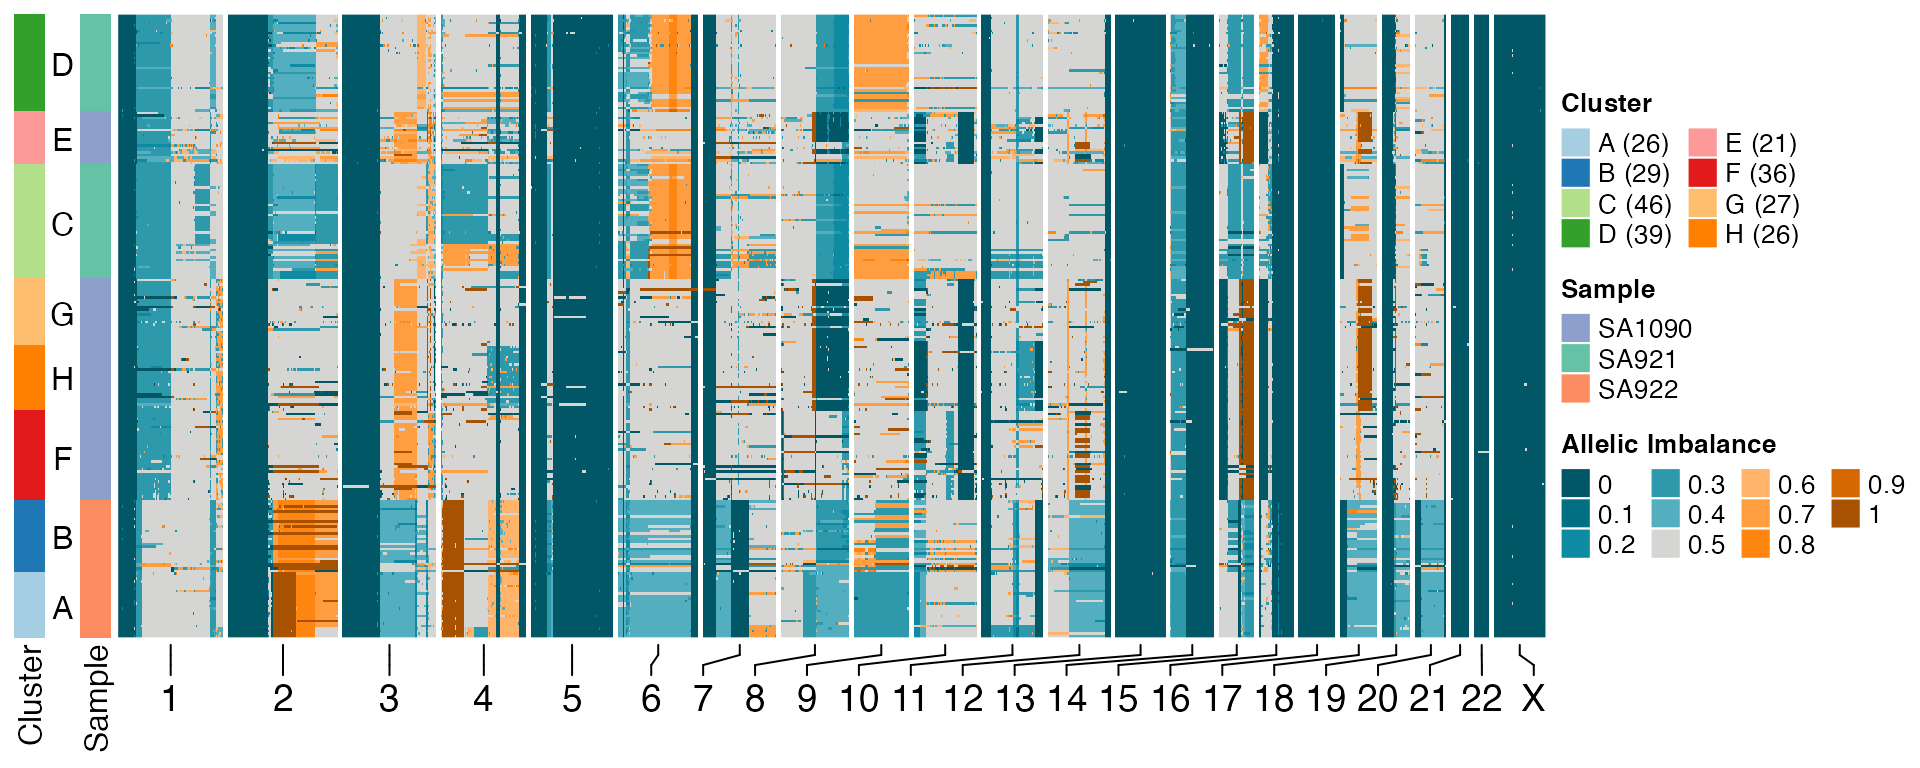 D
E
C
G
H
F
B
A
Cluster
Sample
1 2 3 4 5 6 7 8 9 10 11 12 13 14 15 16 17 18 19 20 21 22 X
Cluster
A (26) E (21)
B (29) F (36)
C (46) G (27)
D (39) H (26)
Sample
SA1090
SA921
SA922
Allelic Imbalance
0 0.3 0.6 0.9
0.1 0.4 0.7 1
0.2 0.5 0.8